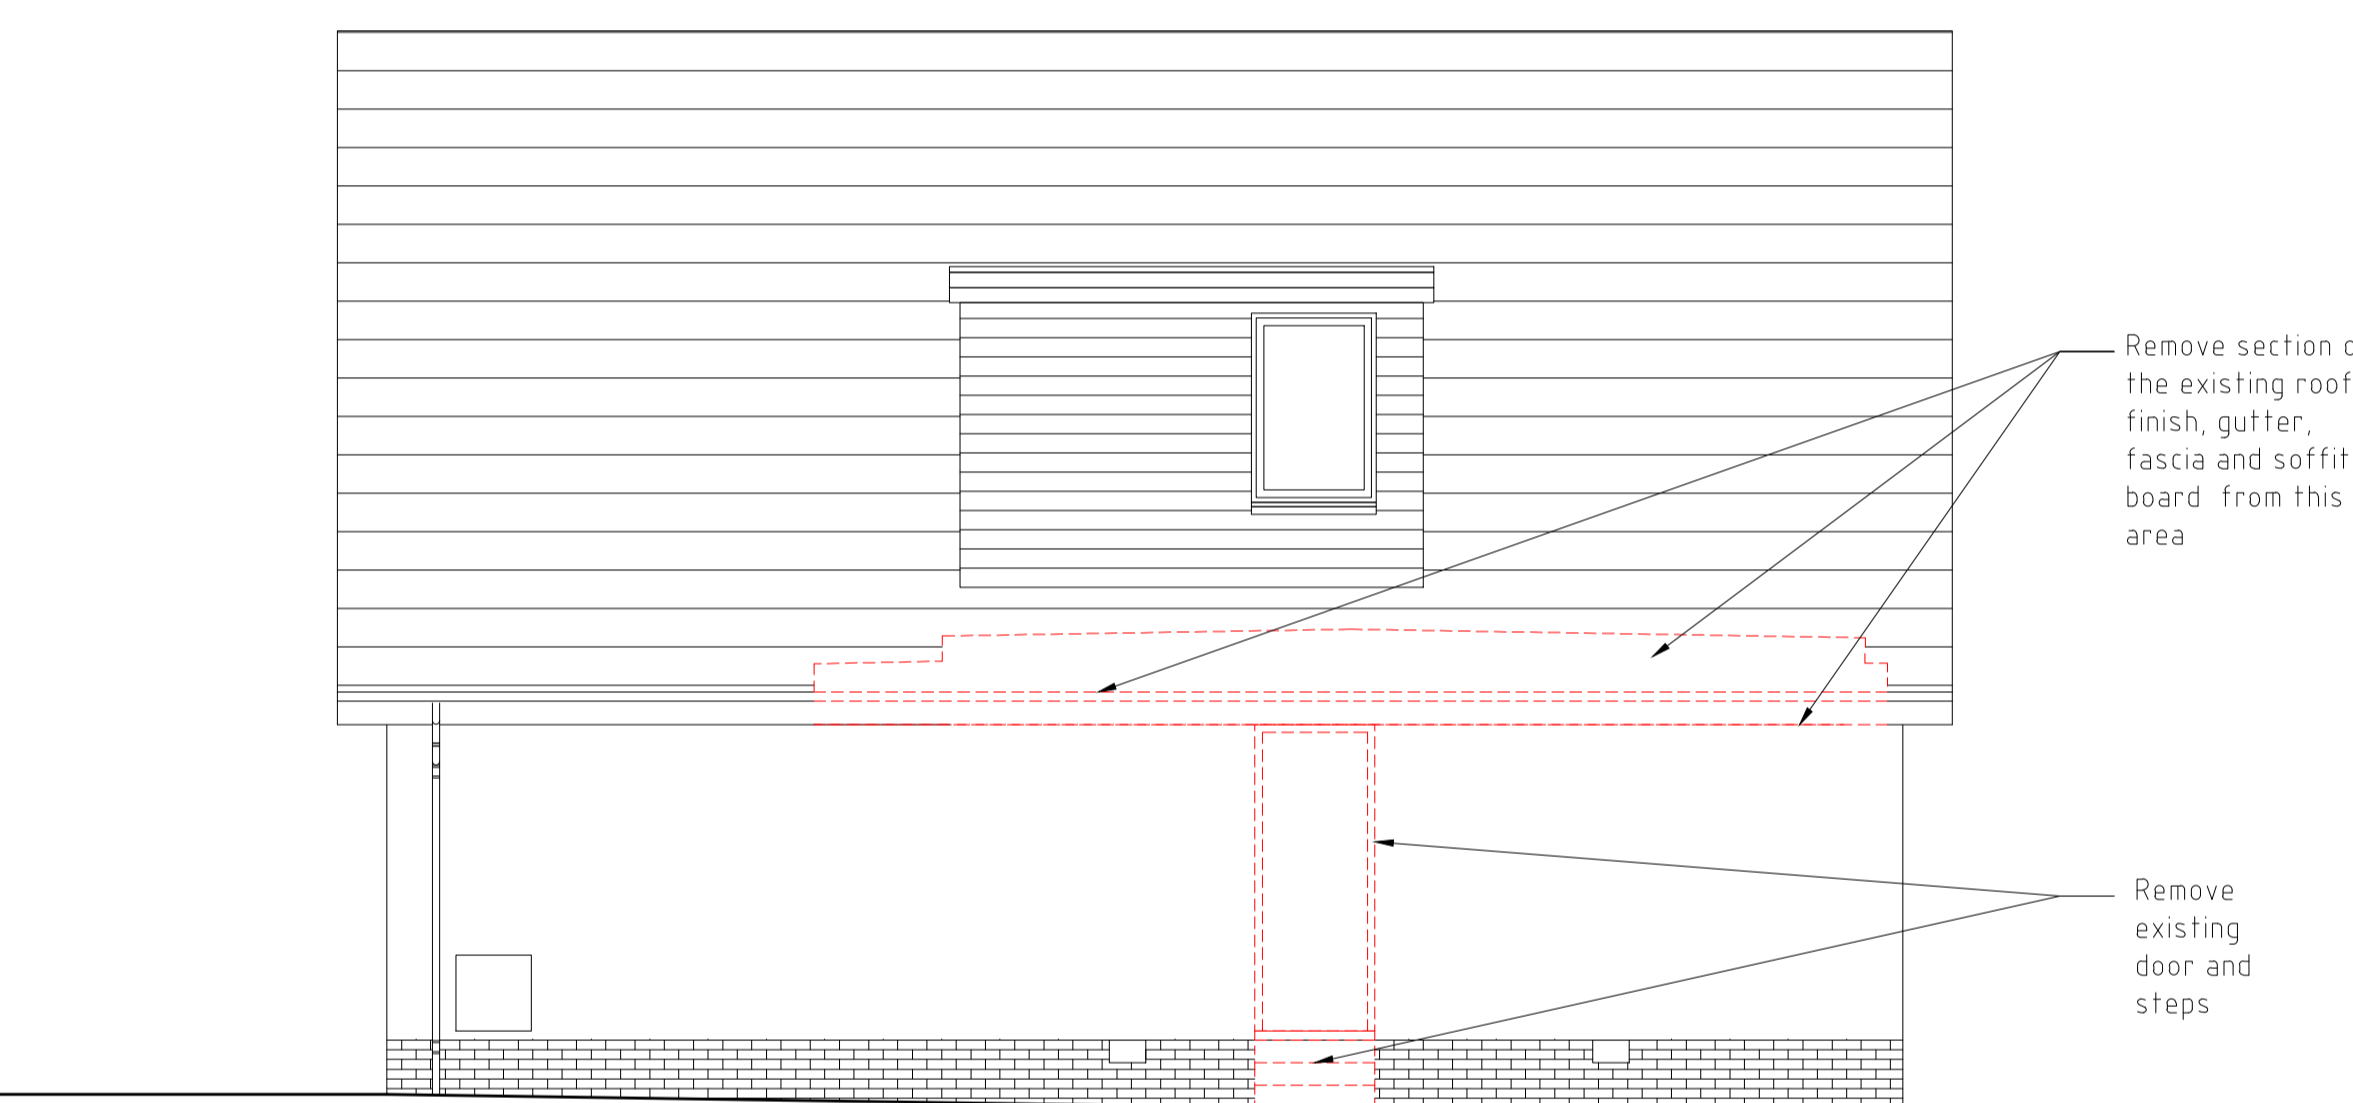 Remove section o
the existing roof
finish, gutter,
fascia and soffit
board from this
area
Remove
existing
door and
steps